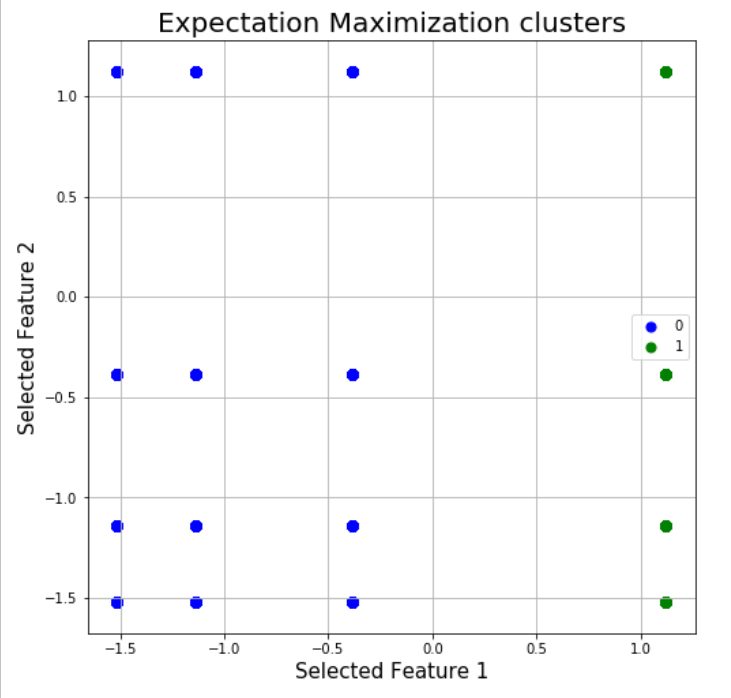 Expectation Maximization clusters
1.0
0.5
0.0
−0.5
−1.0
−1.5
Selected Feature 2
0
1
−1.5 −1.0 −0.5 0.0 0.5 1.0
Selected Feature 1